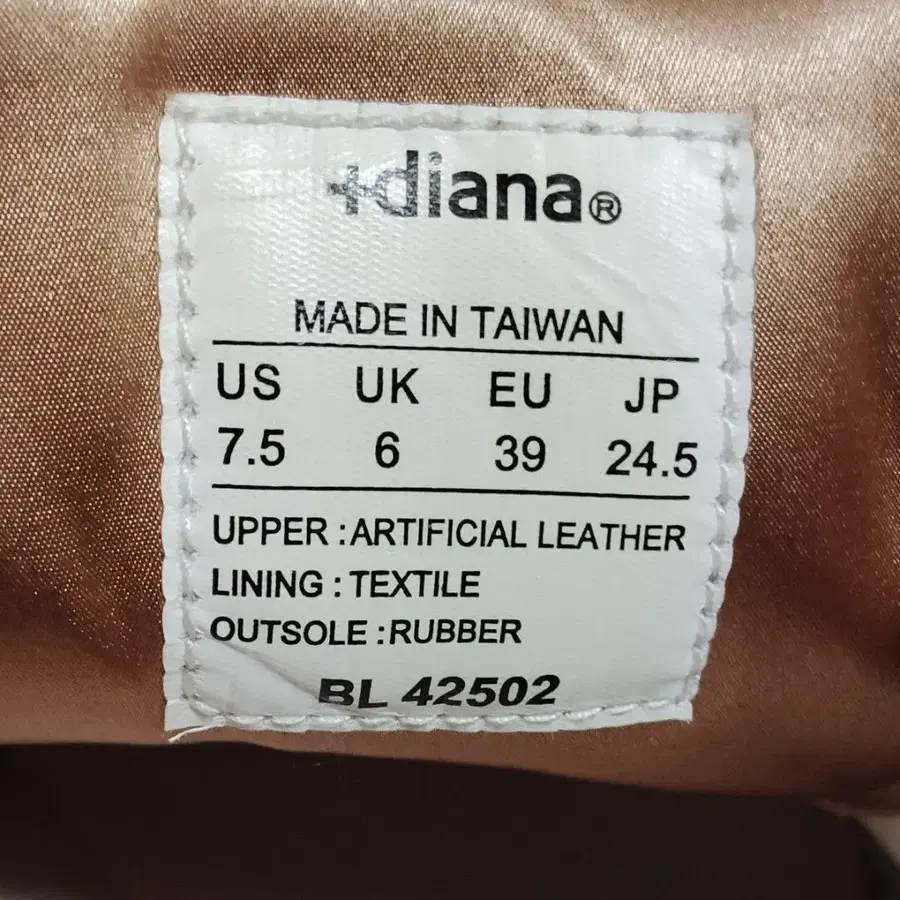 +diana®
MADE IN TAIWAN
US UK EU JP
7.5 6 39 24.5
UPPER : ARTIFICIAL LEATHER
LINING : TEXTILE
OUTSOLE : RUBBER
BL 42502